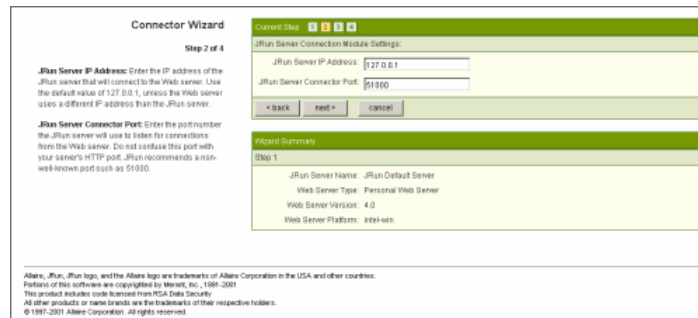 Connector Wizard
Step 2 of 4
JRun Server IP Address: Enter the IP address of the
JRun server that will connect to the Web server. Use
the default value of 127.0.0.1, unless the Web server
uses a different IP address than the JRun server.
JRun Server Connector Port: Enter the port number
the JRun server will use to listen for connections
from the Web server. Do not confuse this port with
your server's HTTP port. JRun recommends a non-
well-known port such as 51000.
Current Step 1 2 3 4
JRun Server Connection Module Settings:
JRun Server IP Address: 127.0.0.1
JRun Server Connector Port: 51000
< back next > cancel
Wizard Summary
Step 1
JRun Server Name: JRun Default Server
Web Server Type: Personal Web Server
Web Server Version: 4.0
Web Server Platform: intel-win
Allaire, JRun, JRun logo, and the Allaire logo are trademarks of Allaire Corporation in the USA and other countries.
Portions of this software are copyrighted by Merant, Inc., 1991-2001
This product includes code licensed from RSA Data Security
All other products or name brands are the trademarks of their respective holders.
© 1997-2001 Allaire Corporation. All rights reserved.